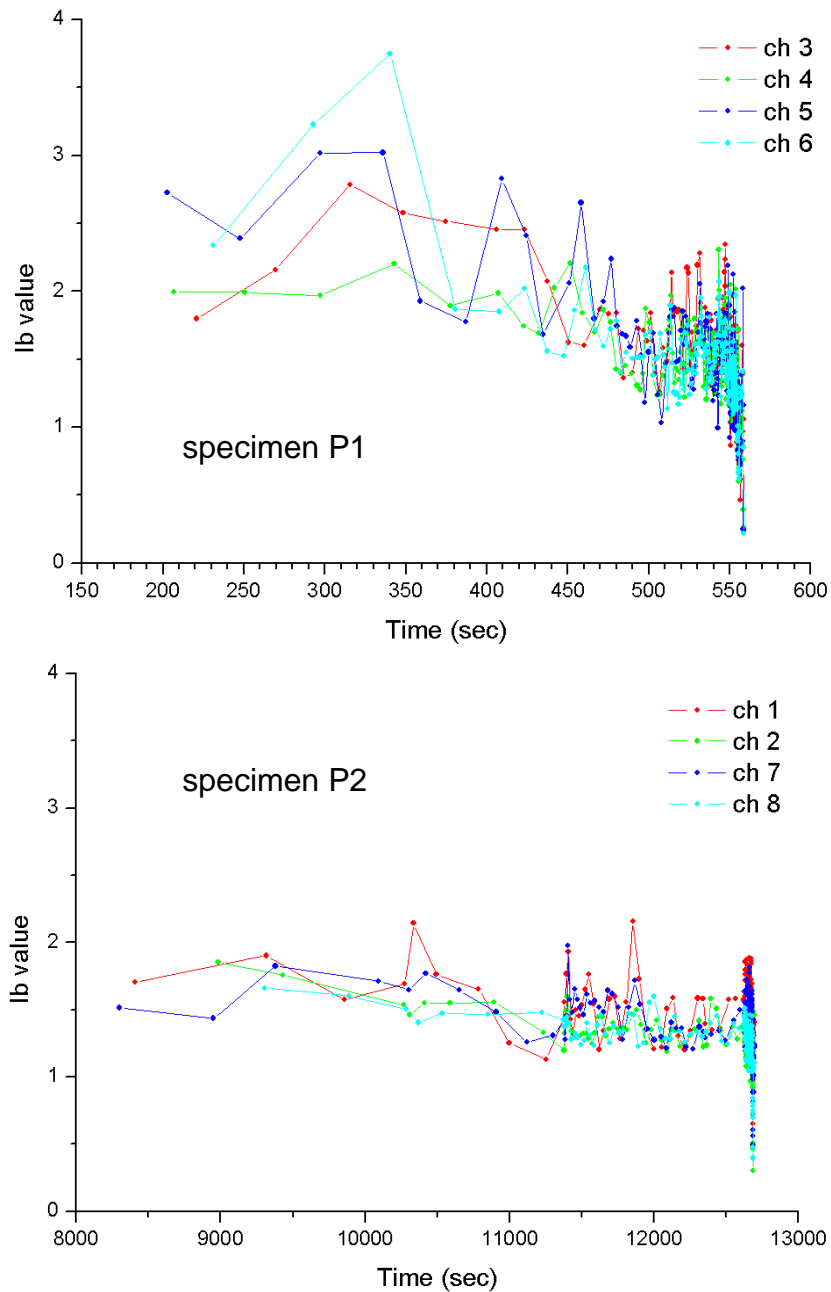 4
ch 3
ch 4
ch 5
ch 6
3
Ib value
2
1
specimen P1
0
150 200 250 300 350 400 450 500 550 600
Time (sec)
4
ch 1
ch 2
ch 7
ch 8
specimen P2
3
Ib value
2
1
0
8000 9000 10000 11000 12000 13000
Time (sec)